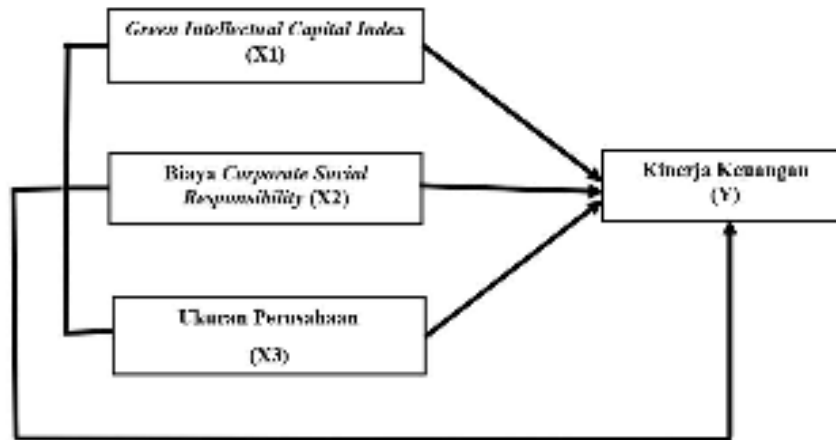 Green Intellectual Capital Index
(X1)
Biaya Corporate Social
Responsibility (X2)
Kinerja Keuangan
(Y)
Ukuran Perusahaan
(X3)